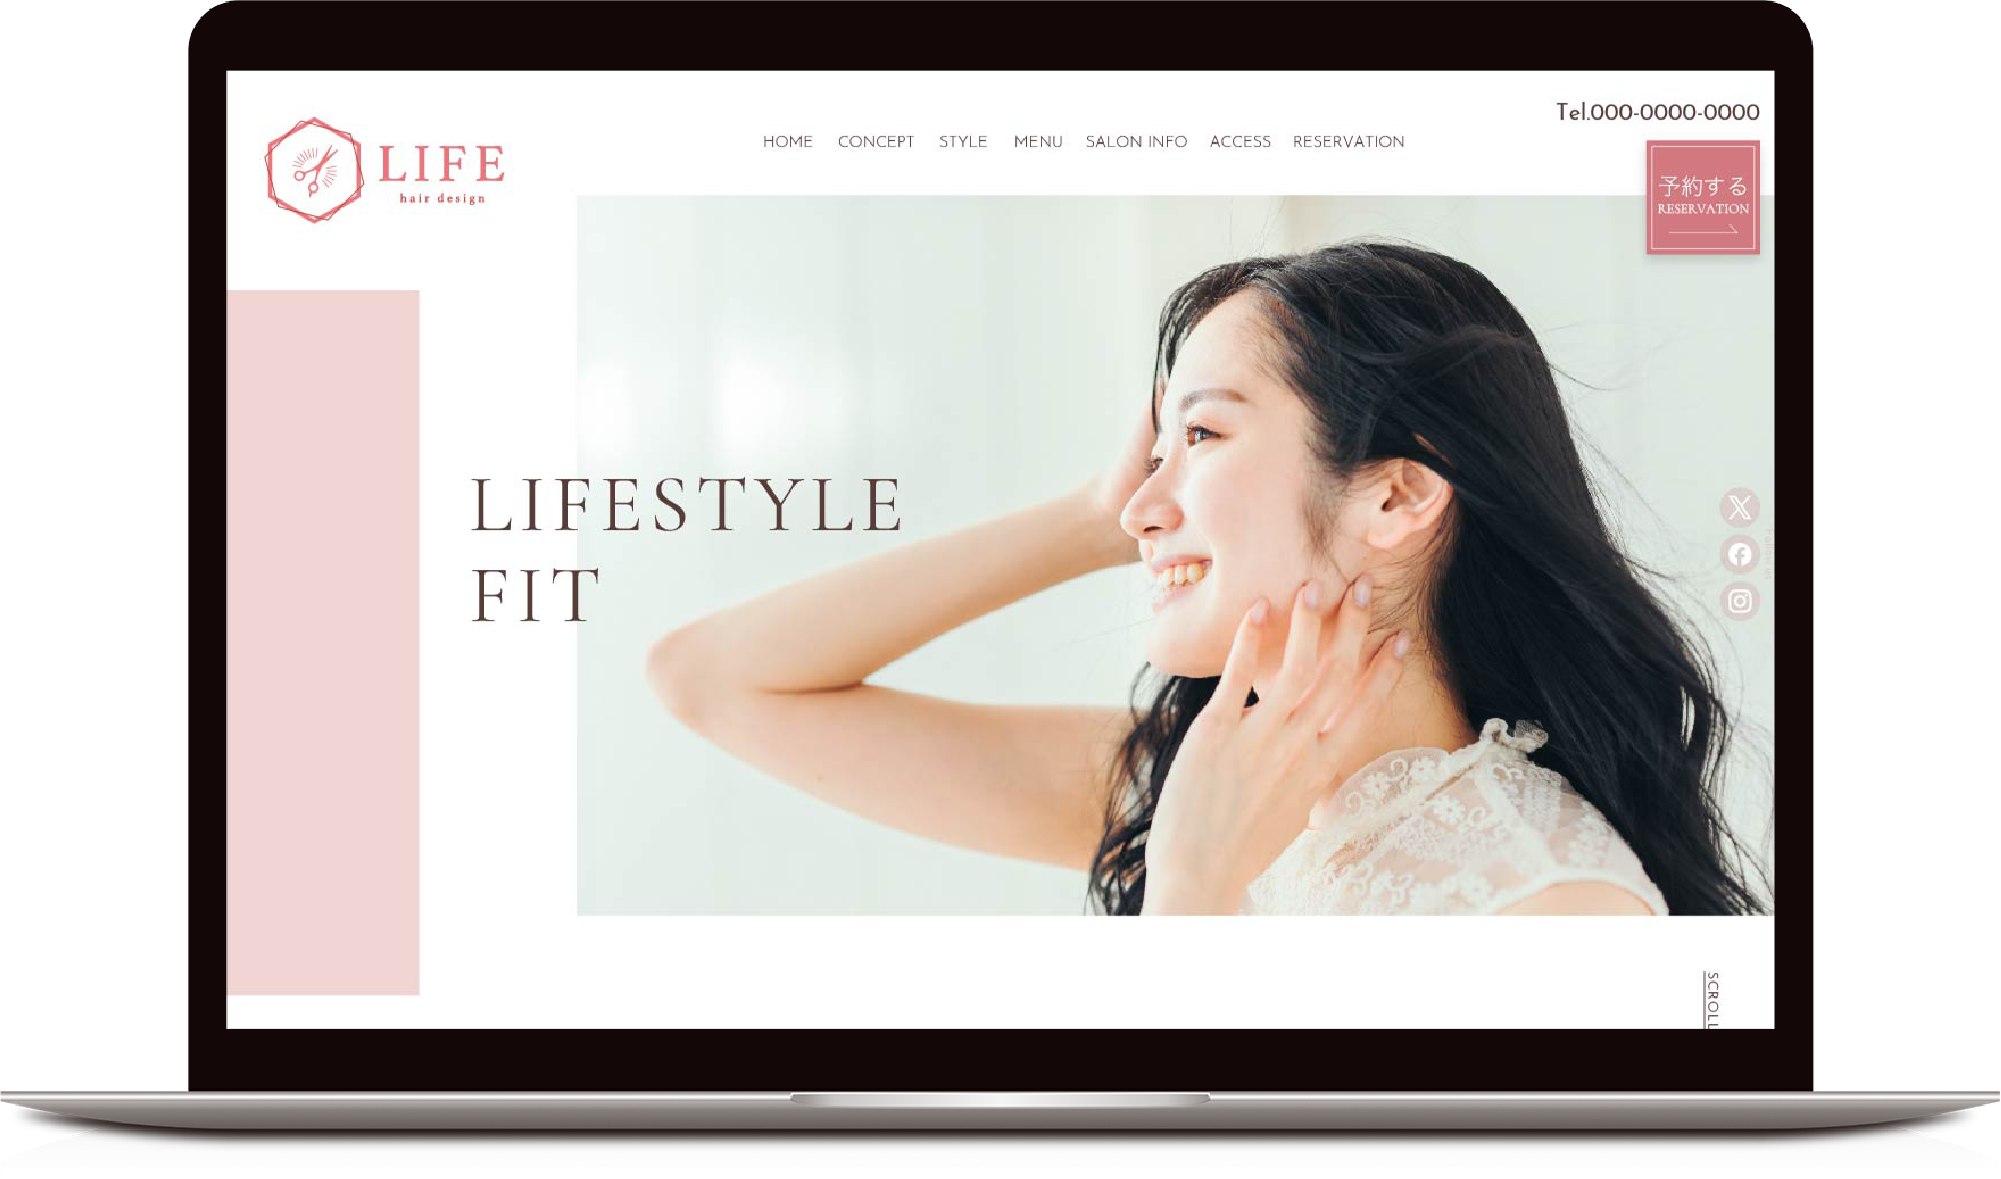 LIFE
hair design
HOME CONCEPT STYLE MENU SALON INFO ACCESS RESERVATION
Tel.000-0000-0000
予約する
RESERVATION
LIFESTYLE
FIT
SCROLL